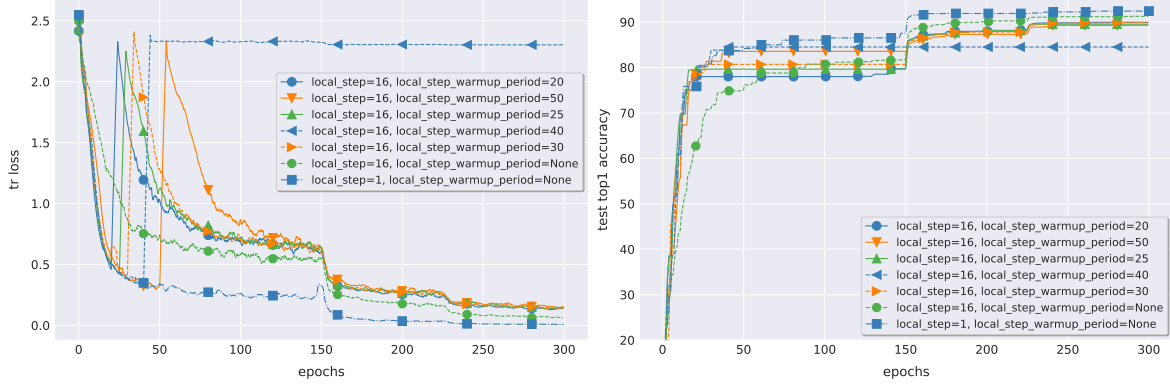 2.5
2.0
1.5
1.0
0.5
0.0
tr loss
0
50
100
150
200
250
300
epochs
local_step=16, local_step_warmup_period=20
local_step=16, local_step_warmup_period=50
local_step=16, local_step_warmup_period=25
local_step=16, local_step_warmup_period=40
local_step=16, local_step_warmup_period=30
local_step=16, local_step_warmup_period=None
local_step=1, local_step_warmup_period=None
90
80
70
60
50
40
30
20
test top1 accuracy
0
50
100
150
200
250
300
epochs
local_step=16, local_step_warmup_period=20
local_step=16, local_step_warmup_period=50
local_step=16, local_step_warmup_period=25
local_step=16, local_step_warmup_period=40
local_step=16, local_step_warmup_period=30
local_step=16, local_step_warmup_period=None
local_step=1, local_step_warmup_period=None